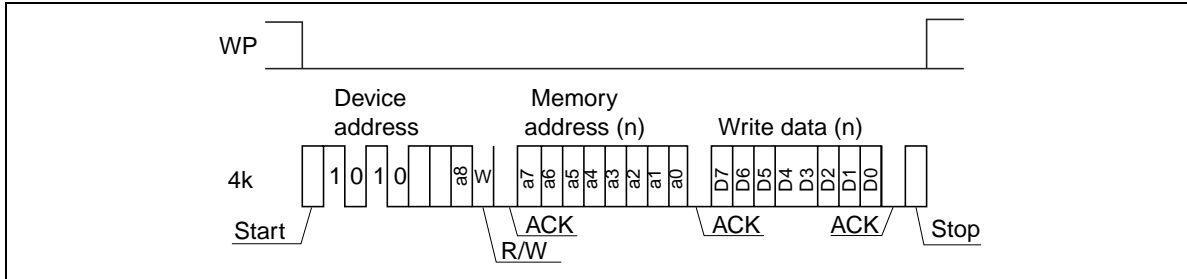 WP
Device
address
Memory
address (n)
Write data (n)
4k
1 0 1 0 a8 W a7 a6 a5 a4 a3 a2 a1 a0 D7 D6 D5 D4 D3 D2 D1 D0
Start
R/W
ACK
ACK
ACK
Stop